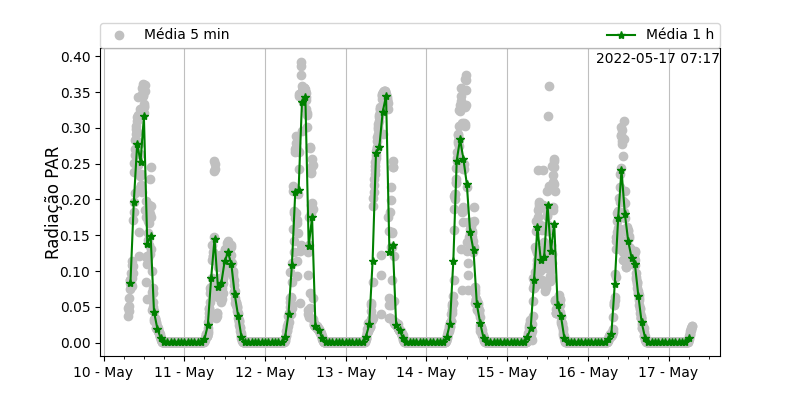 Média 5 min
Média 1 h
2022-05-17 07:17
Radiação PAR
0.40
0.35
0.30
0.25
0.20
0.15
0.10
0.05
0.00
10 - May
11 - May
12 - May
13 - May
14 - May
15 - May
16 - May
17 - May